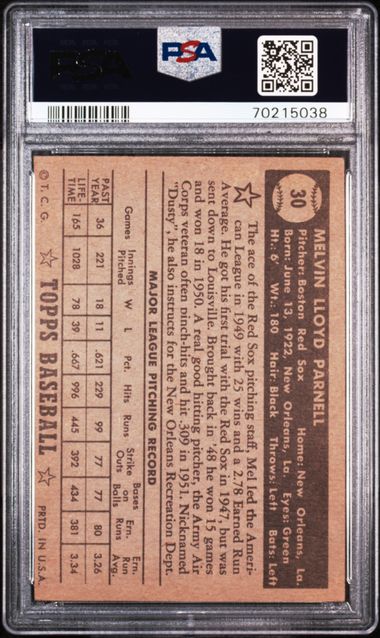 PSA
PSA
70215038
30
MELVIN LLOYD PARNELL
Pitcher: Boston Red Sox Home: New Orleans, La.
Born: June 13, 1922, New Orleans, La. Eyes: Green
Ht.: 6' Wt.: 180 Hair: Black Throws: Left Bats: Left
The ace of the Red Sox pitching staff, Mel led the Ameri-
can League in 1949 with 25 wins and a 2.78 Earned Run
Average. He got his first trial with the Red Sox in 1947, but was
sent down to Louisville. Brought back in '48 he won 15 games
and won 18 in 1950. A real good hitting pitcher, the Army Air
Corps veteran often pinch-hits and hit .309 in 1951. Nicknamed
"Dusty", he also instructs for the New Orleans Recreation Dept.
MAJOR LEAGUE PITCHING RECORD
Games Innings Pitched W L Pct. Hits Runs Strike Outs Bases on Balls Ern. Runs Ern. Run Avg.
PAST YEAR 36 221 18 11 .621 229 99 77 77 80 3.26
LIFE-TIME 165 1028 78 39 .667 996 445 392 434 381 3.34
© T. C. G. TOPPS BASEBALL PRTD. IN U.S.A.